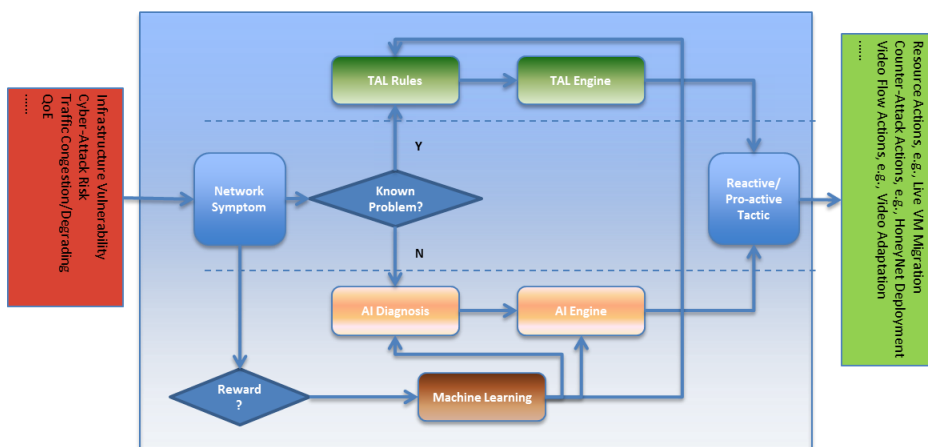 Infrastructure Vulnerability
Cyber-Attack Risk
Traffic Congestion/Degrading
QoE
......
TAL Rules
TAL Engine
Y
Network
Symptom
Known
Problem?
Reactive/
Pro-active
Tactic
N
AI Diagnosis
AI Engine
Reward
?
Machine Learning
Resource Actions, e.g., Live VM Migration
Counter-Attack Actions, e.g., HoneyNet Deployment
Video Flow Actions, e.g., Video Adaptation
......